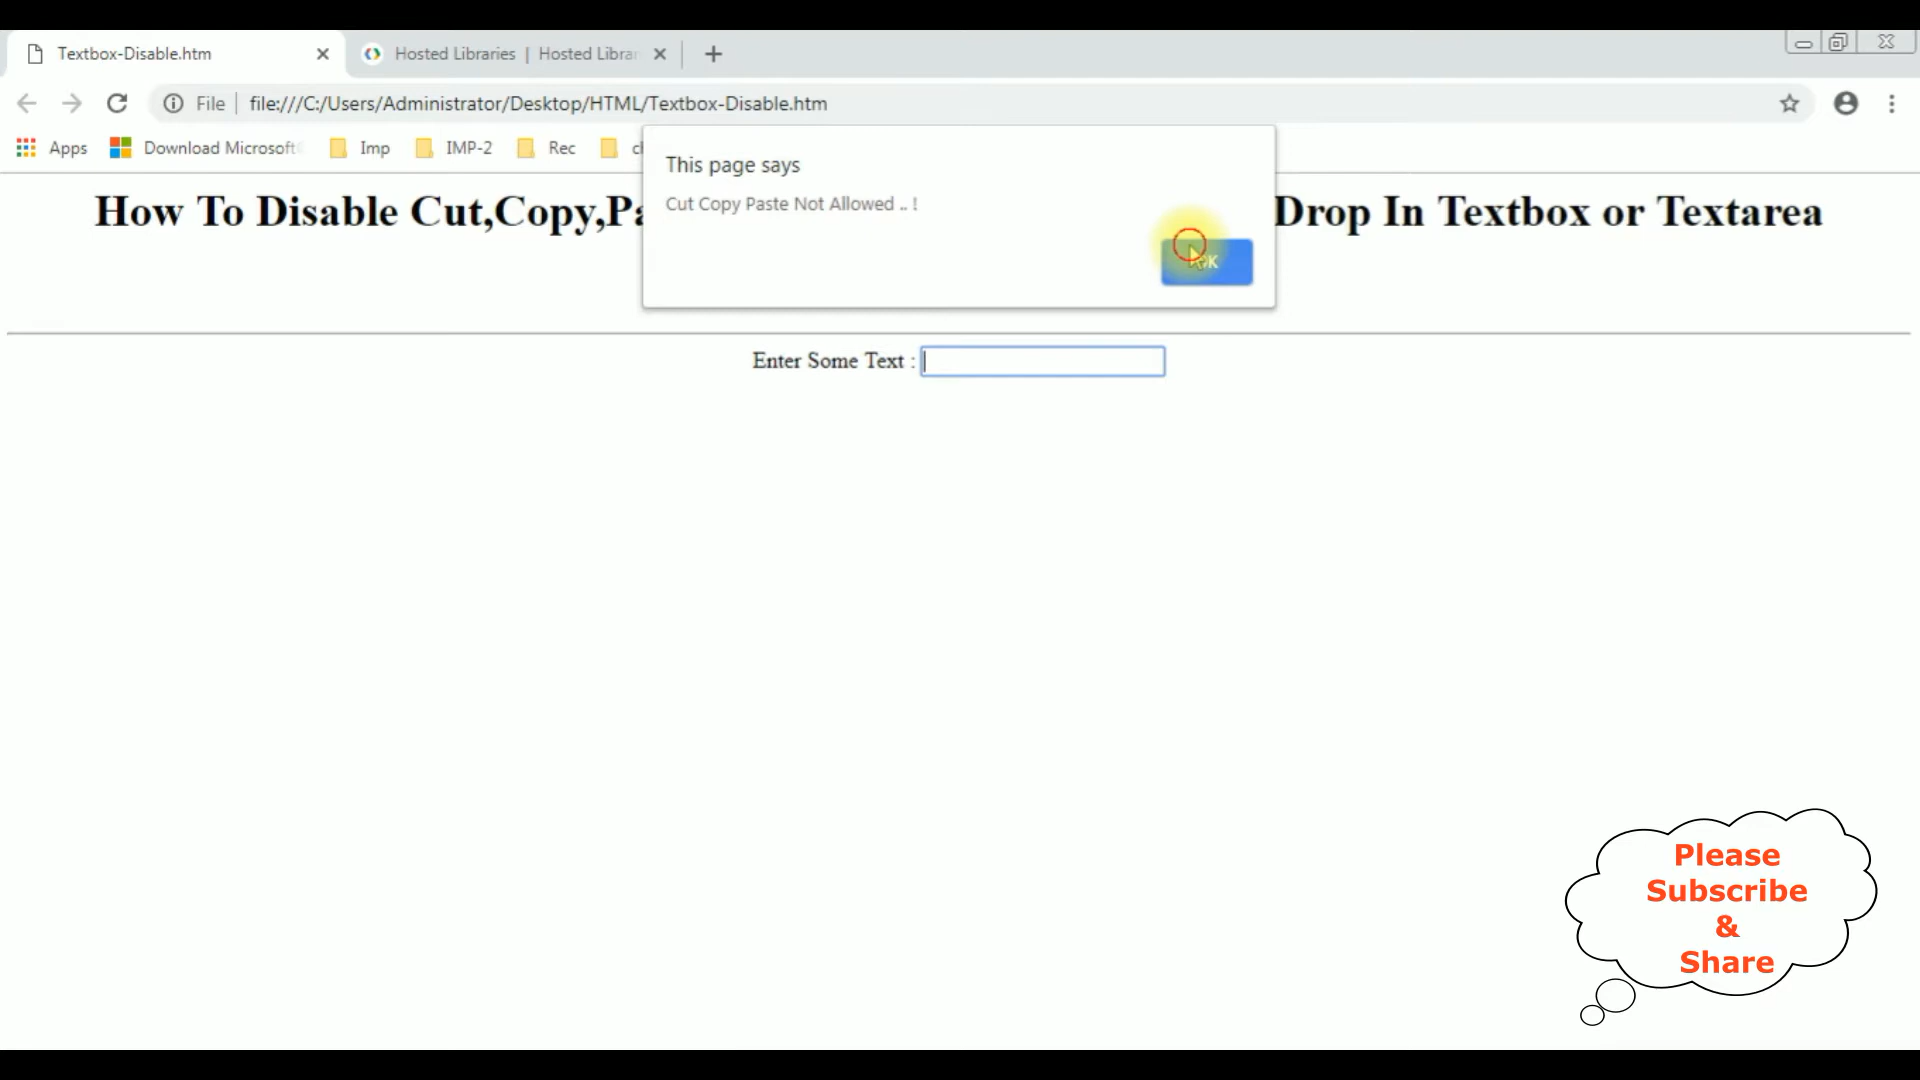 Textbox-Disable.htm
Hosted Libraries | Hosted Librar
File file:///C:/Users/Administrator/Desktop/HTML/Textbox-Disable.htm
Apps Download Microsoft Imp IMP-2 Rec
This page says
Cut Copy Paste Not Allowed .. !
How To Disable Cut,Copy,Pa Drop In Textbox or Textarea
Enter Some Text :
Please
Subscribe
&
Share